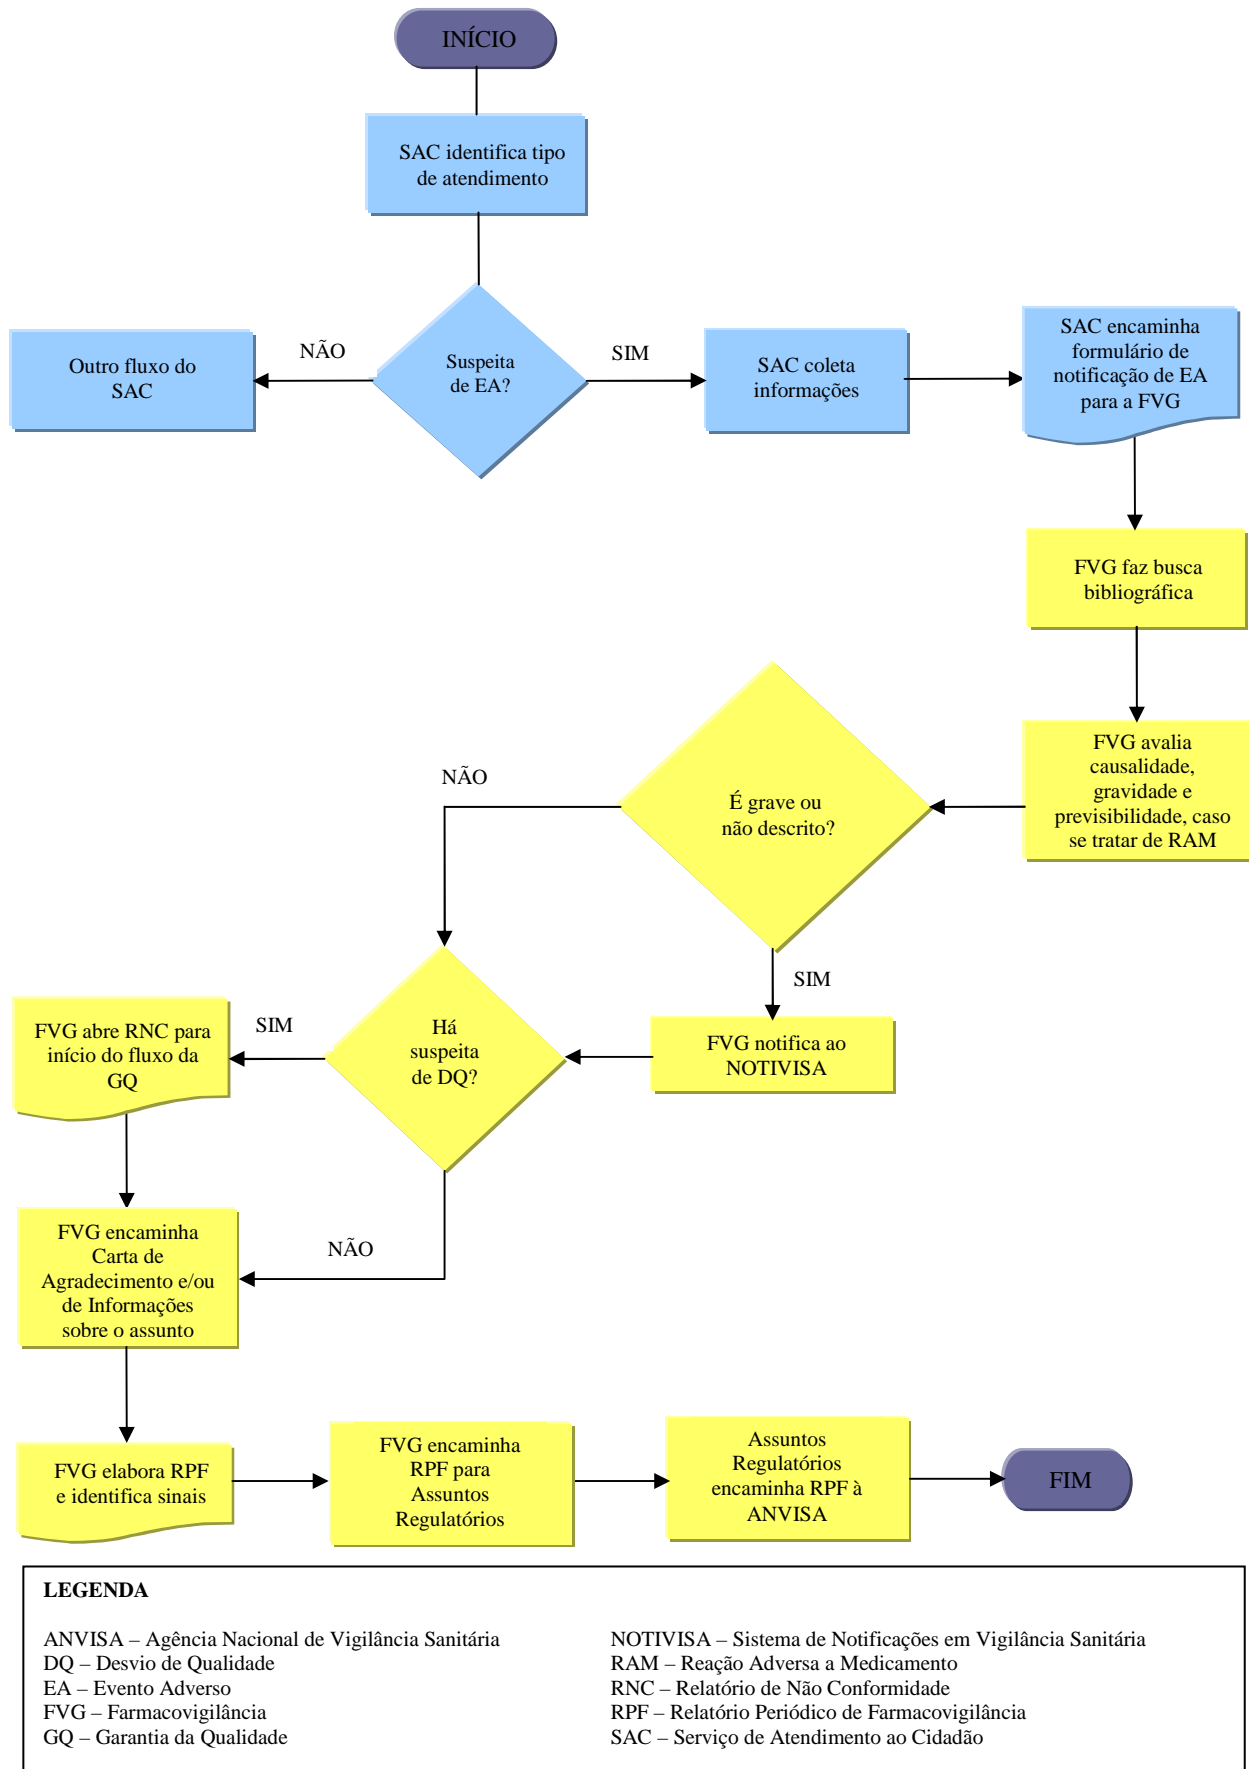 INÍCIO
SAC identifica tipo
de atendimento
Suspeita
de EA?
NÃO
SIM
Outro fluxo do
SAC
SAC coleta
informações
SAC encaminha
formulário de
notificação de EA
para a FVG
FVG faz busca
bibliográfica
FVG avalia
causalidade,
gravidade e
previsibilidade, caso
se tratar de RAM
É grave ou
não descrito?
NÃO
SIM
FVG notifica ao
NOTIVISA
Há
suspeita
de DQ?
SIM
FVG abre RNC para
início do fluxo da
GQ
NÃO
FVG encaminha
Carta de
Agradecimento e/ou
de Informações
sobre o assunto
FVG elabora RPF
e identifica sinais
FVG encaminha
RPF para
Assuntos
Regulatórios
Assuntos
Regulatórios
encaminha RPF à
ANVISA
FIM
LEGENDA
ANVISA – Agência Nacional de Vigilância Sanitária
DQ – Desvio de Qualidade
EA – Evento Adverso
FVG – Farmacovigilância
GQ – Garantia da Qualidade
NOTIVISA – Sistema de Notificações em Vigilância Sanitária
RAM – Reação Adversa a Medicamento
RNC – Relatório de Não Conformidade
RPF – Relatório Periódico de Farmacovigilância
SAC – Serviço de Atendimento ao Cidadão